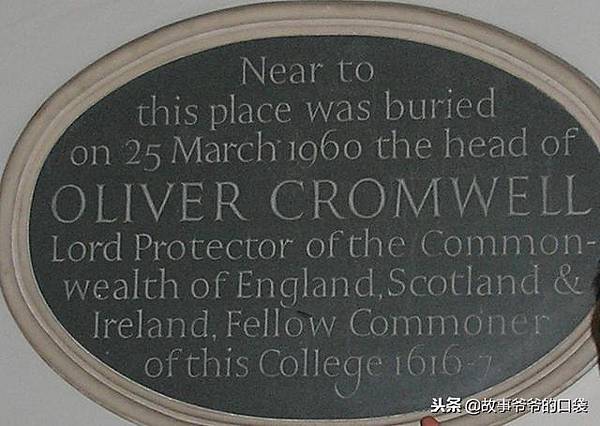 Near to
this place was buried
on 25 March 1960 the head of
OLIVER CROMWELL
Lord Protector of the Common-
wealth of England, Scotland &
Ireland, Fellow Commoner
of this College 1616-7
头条 @故事爷爷的口袋